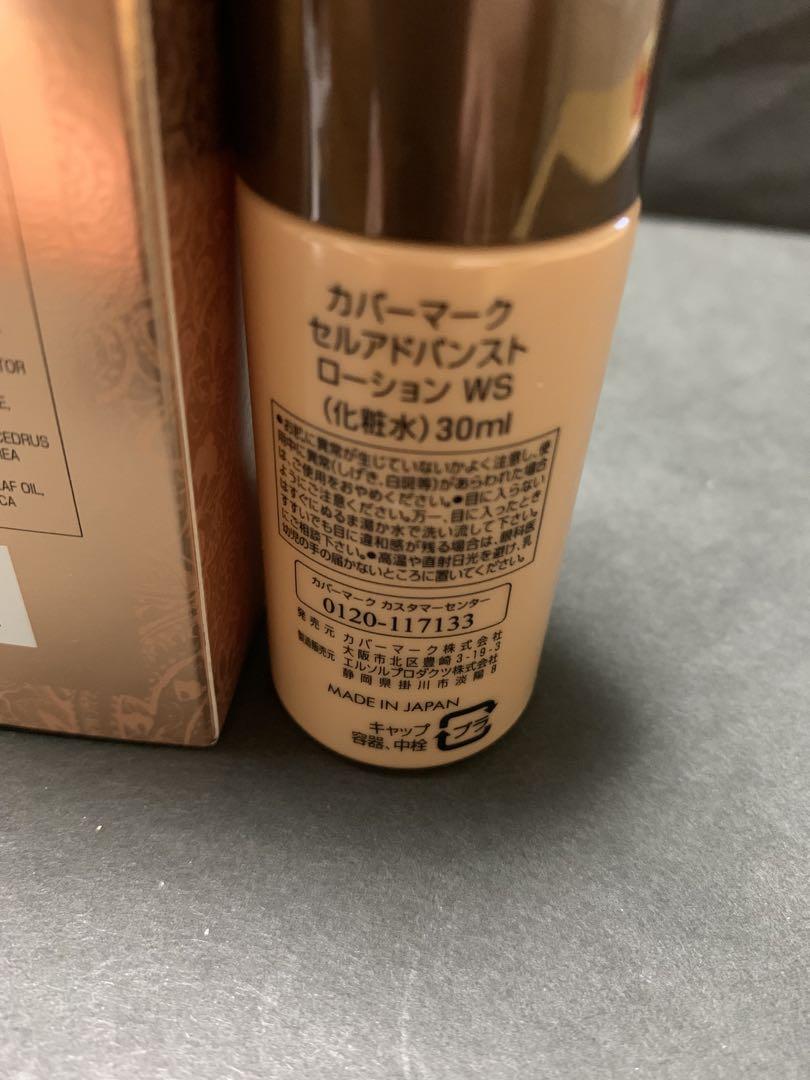 TOR
E,
CEDRUS
REA
AF OIL,
CA
カバーマーク
セルアドバンスト
ローション WS
(化粧水)30ml
●お肌に異常が生じていないかよく注意し、使
用中に異常(しげき、白斑等)があらわれた場合
は、ご使用をおやめください。●目に入らない
ようにご注意ください。万一、目に入ったとき
はすぐにぬるま湯か水で洗い流して下さい。
すすいでも目に違和感が残る場合は、眼科医
にご相談下さい。●高温や直射日光を避け、乳
幼児の手の届かないところに置いてください。
カバーマーク カスタマーセンター
0120-117133
発売元 カバーマーク株式会社
大阪市北区豊崎3-19-3
製造販売元 エルソルプロダクツ株式会社
静岡県掛川市淡陽8
MADE IN JAPAN
キャップ
容器、中栓
プラ